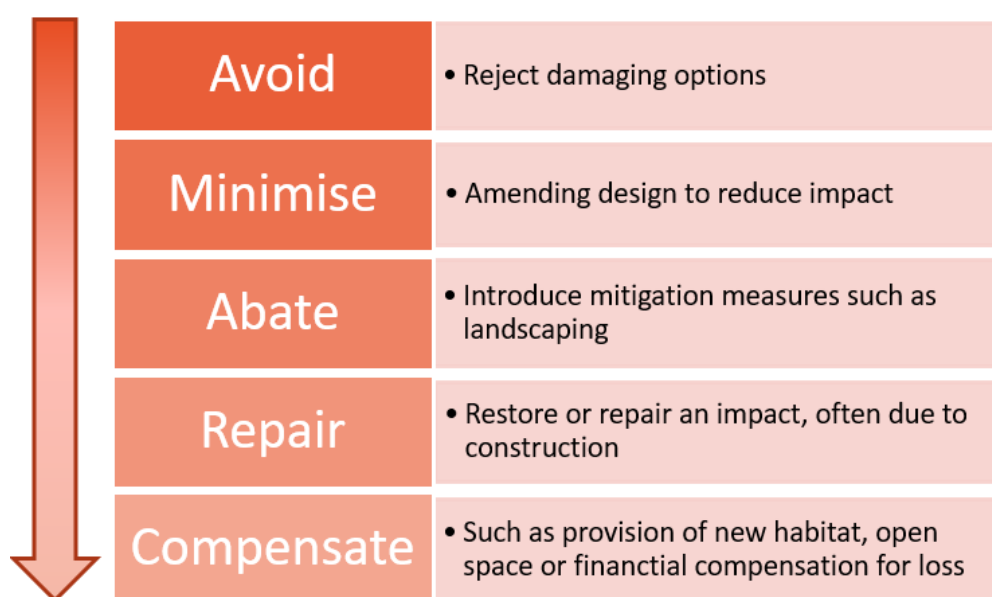 Avoid
• Reject damaging options
Minimise
• Amending design to reduce impact
Abate
• Introduce mitigation measures such as
landscaping
Repair
• Restore or repair an impact, often due to
construction
Compensate
• Such as provision of new habitat, open
space or financtial compensation for loss